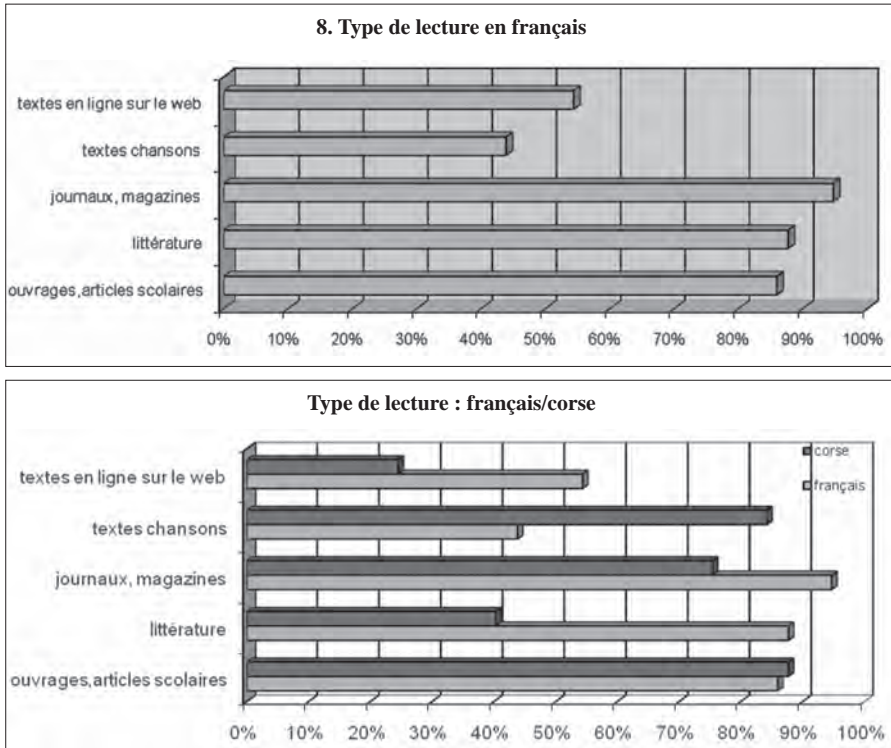 8. Type de lecture en français
textes en ligne sur le web
textes chansons
journaux, magazines
littérature
ouvrages,articles scolaires
0% 10% 20% 30% 40% 50% 60% 70% 80% 90% 100%
Type de lecture : français/corse
corse
textes en ligne sur le web
français
textes chansons
journaux, magazines
littérature
ouvrages,articles scolaires
0% 10% 20% 30% 40% 50% 60% 70% 80% 90% 100%